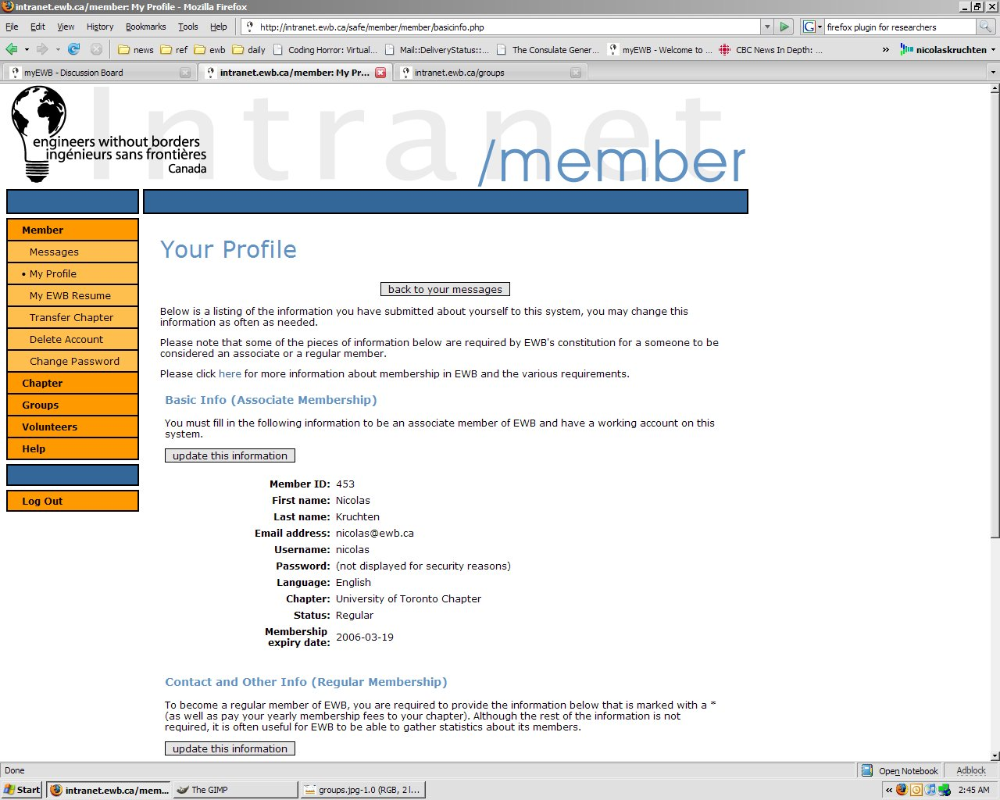 intranet.ewb.ca/member: My Profile - Mozilla Firefox
File Edit View History Bookmarks Tools Help
http://intranet.ewb.ca/safe/member/member/basicinfo.php
firefox plugin for researchers
news ref ewb daily Coding Horror: Virtual... Mail::DeliveryStatus::... The Consulate Gener... myEWB - Welcome to ... CBC News In Depth: ... » nicolaskruchten
myEWB - Discussion Board
intranet.ewb.ca/member: My Pr...
intranet.ewb.ca/groups
Intranet
/member
engineers without borders
ingénieurs sans frontières
Canada
Member
Messages
• My Profile
My EWB Resume
Transfer Chapter
Delete Account
Change Password
Chapter
Groups
Volunteers
Help
Log Out
Your Profile
back to your messages
Below is a listing of the information you have submitted about yourself to this system, you may change this
information as often as needed.
Please note that some of the pieces of information below are required by EWB's constitution for a someone to be
considered an associate or a regular member.
Please click here for more information about membership in EWB and the various requirements.
Basic Info (Associate Membership)
You must fill in the following information to be an associate member of EWB and have a working account on this
system.
update this information
Member ID: 453
First name: Nicolas
Last name: Kruchten
Email address: nicolas@ewb.ca
Username: nicolas
Password: (not displayed for security reasons)
Language: English
Chapter: University of Toronto Chapter
Status: Regular
Membership
expiry date: 2006-03-19
Contact and Other Info (Regular Membership)
To become a regular member of EWB, you are required to provide the information below that is marked with a *
(as well as pay your yearly membership fees to your chapter). Although the rest of the information is not
required, it is often useful for EWB to be able to gather statistics about its members.
update this information
Done
Open Notebook
Adblock
Start
intranet.ewb.ca/mem...
The GIMP
groups.jpg-1.0 (RGB, 2 l...
« 2:45 AM